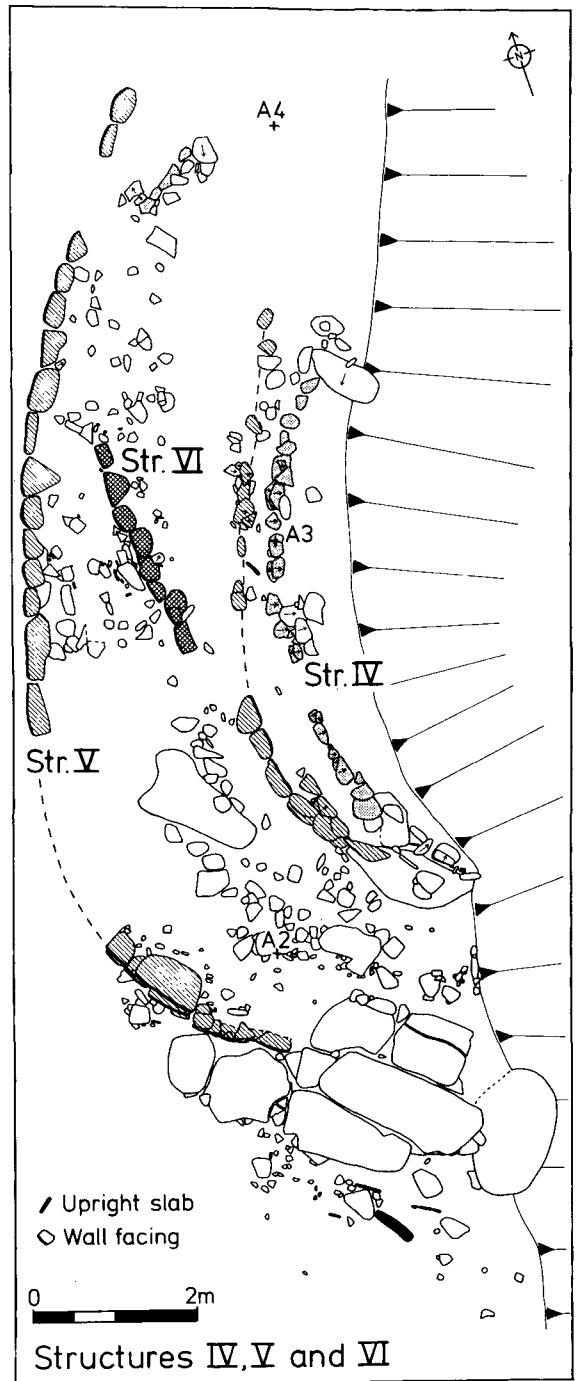 N
A4
+
Str. VI
A3
Str. IV
Str. V
A2
+
Upright slab
Wall facing
0 2m
Structures IV, V and VI